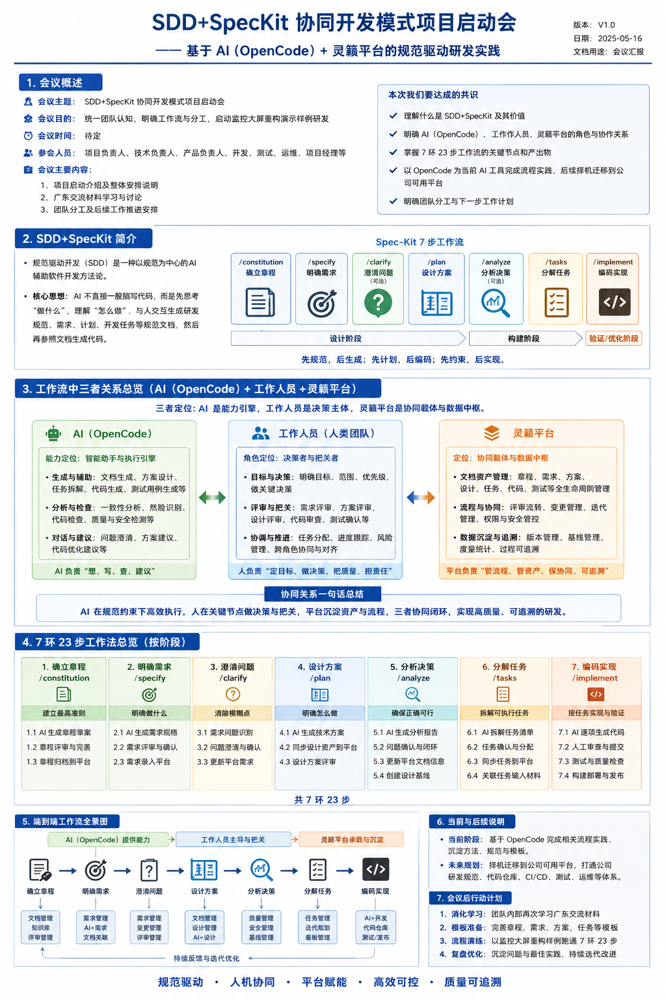 SDD+SpecKit 协同开发模式项目启动会
—— 基于 AI（OpenCode）+ 灵籁平台的规范驱动研发实践
版本： V1.0
日期： 2025-05-16
文档用途： 会议汇报
1. 会议概述
会议主题： SDD+SpecKit 协同开发模式项目启动会
会议目的： 统一团队认知，明确工作流与分工，启动监控大屏重构演示样例研发
会议时间： 待定
参会人员： 项目负责人、技术负责人、产品负责人、开发、测试、运维、项目经理等
会议主要内容：
1、项目启动介绍及整体安排说明
2、广东交流材料学习与讨论
3、团队分工及后续工作推进安排
本次我们要达成的共识
理解什么是 SDD+SpecKit 及其价值
明确 AI（OpenCode）、工作作人员、灵籁平台的角色与协作关系
掌握 7 环 23 步工作流的关键节点和产出物
以 OpenCode 为当前 AI 工具完成流程实践，后续择机迁移到公
司可用平台
明确团队分工与下一步工作计划
2. SDD+SpecKit 简介
• 规范驱动开发（SDD）是一种以规范为中心的AI
辅助软件开发方法论。
• 核心思想： AI 不直接一股脑写代码，而是先思考
“做什么”，理解“怎么做”，与人交互生成研发
规范、需求、计划、开发任务等规范文档，然后
再参照文档生成代码。
Spec-Kit 7 步工作流
/constitution
确立章程
/specify
明确需求
/clarify
澄清问题
（可选）
/plan
设计方案
/analyze
分析决策
（可选）
/tasks
分解任务
/implement
编码实现
设计阶段
构建阶段
验证/优化阶段
先规范，后生成；先计划，后编码；先约束，后实现。
3. 工作流中三者关系总览（AI（OpenCode）+ 工作人员 +灵籁平台）
三者定位: AI 是能力引擎，工作人员是决策主体，灵籁平台是协同载体与数据中枢。
AI（OpenCode）
能力定位：智能助手与执行引擎
• 生成与辅助： 文档生成、方案设计、
任务拆解、代码生成、测试用例生成等
• 分析与检查： 一致性分析、然险识别、
代码检查、质量与安全检测等
• 对话与建议： 问题澄清、方案建议、
代码优化建议等
AI 负责“想、写、查、建议”
工作人员（人类团队）
角色定位：决策者与把关者
• 目标与决策： 明确目标、范围、优先级，
做关键决策
• 评审与把关： 需求评审、方案评审、
设计评审、代码审查、测试确认等
• 协调与推进： 任务分配、进度跟踪、风险
管理、跨角色协同与对齐
人负责“定目标、做决策、把质量、担责任”
灵籁平台
定位：协同载体与数据中枢
• 文档资产管理： 章程、需求、方案、
设计、任务、代码、测试等全生命周期管理
• 流程与协同： 评审流转、变更管理、迭代
管理、权限与安全管控
• 数据沉淀与追溯： 版本管理、基线管理、
度量统计、过程可追溯
平台负责“管流程、管资产、保协同、可追溯”
协同关系一句话总结
AI 在规范约束下高效执行，人在关键节点做决策与把关，平台沉淀资产与流程，三者协同闭环，实现高质量、可追溯的研发。
4. 7 环 23 步工作法总览（按阶段）
1. 确立章程
/constitution
建立最高准则
1.1 AI 生成章程草案
1.2 章程评审与完善
1.3 章程归档到平台
2. 明确需求
/specify
明确做什么
2.1 AI 生成需求规格
2.2 需求评审与确认
2.3 需求录入平台
3. 澄清问题
/clarify
消除模糊点
3.1 需求问题识别
3.2 问题澄清与确认
3.3 更新平台需求
4. 设计方案
/plan
明确怎么做
4.1 AI 生成技术方案
4.2 同步设计资产到平台
4.3 设计方案评审
5. 分析决策
/analyze
确保正确可行
5.1 AI 生成分析报告
5.2 问题确认与闭环
5.3 更新平台文档信息
5.4 创建设计基线
6. 分解任务
/tasks
拆解可执行任务
6.1 AI 拆解任务清单
6.2 任务确认与分配
6.3 同步任务到平台
6.4 关联任务输入材料
7. 编码实现
/implement
按任务实现与验证
7.1 AI 逐项生成代码
7.2 人工审查与提交
7.3 测试与质量检查
7.4 构建部署与发布
共 7 环 23 步
5. 端到端工作流全景图
AI（OpenCode）提供能力
工作人员主导与把关
灵籁平台承载与沉淀
确立章程
明确需求
澄清问题
设计方案
分析决策
分解任务
编码实现
文档管理
知识库
评审管理
需求管理
AI+需求
文档关联
需求管理
变更管理
评审管理
文档管理
设计管理
AI+设计
质量管理
安全管理
基线管理
任务管理
迭代规划
看板管理
AI+开发
代码仓库
测试/发布
持续反馈与迭代优化
6. 当前与后续说明
• 当前阶段： 基于 OpenCode 完成相关流程实践，
沉淀方法、规范与模板。
• 未来规划： 择机迁移到公司可用平台，打通公司
研发规范、代码仓库、CI/CD、测试、运维等体系。
7. 会议后行动计划
1. 消化学习： 团队内部再次学习广东交流材料
2. 模板准备： 完善章程、需求、方案、任务等模板
3. 流程演练： 以监控大屏重构样例跑通 7 环 23 步
4. 复盘优化： 沉淀问题与最佳实践，持续迭代改进
规范驱动 • 人机协同 • 平台赋能 • 高效可控 • 质量可追溯